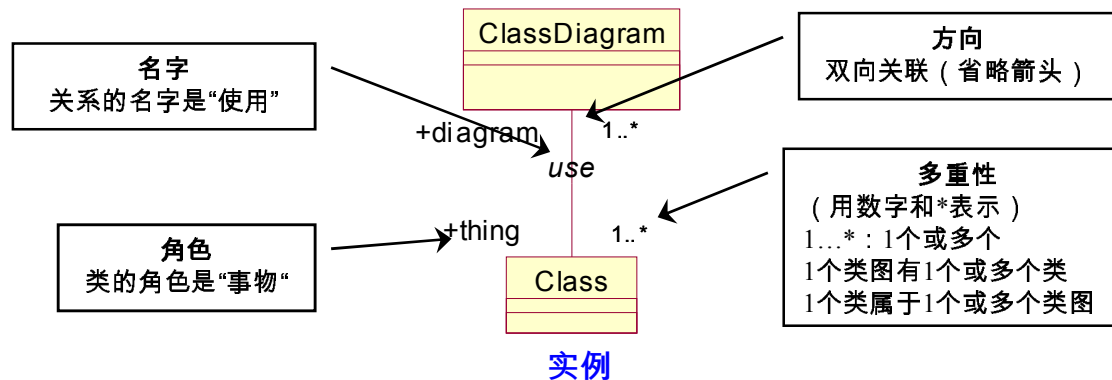 名字
关系的名字是“使用”
ClassDiagram
方向
双向关联（省略箭头）
+diagram
1..*
use
角色
类的角色是“事物“
+thing
1..*
Class
多重性
（用数字和*表示）
1…*：1个或多个
1个类图有1个或多个类
1个类属于1个或多个类图
实例